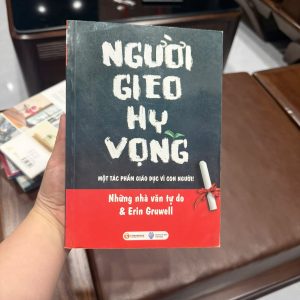 NGƯỜI
GIEO
HY
VỌNG
MỘT TÁC PHẨM GIÁO DỤC VÌ CON NGƯỜI!
Những nhà văn tự do
& Erin Gruwell